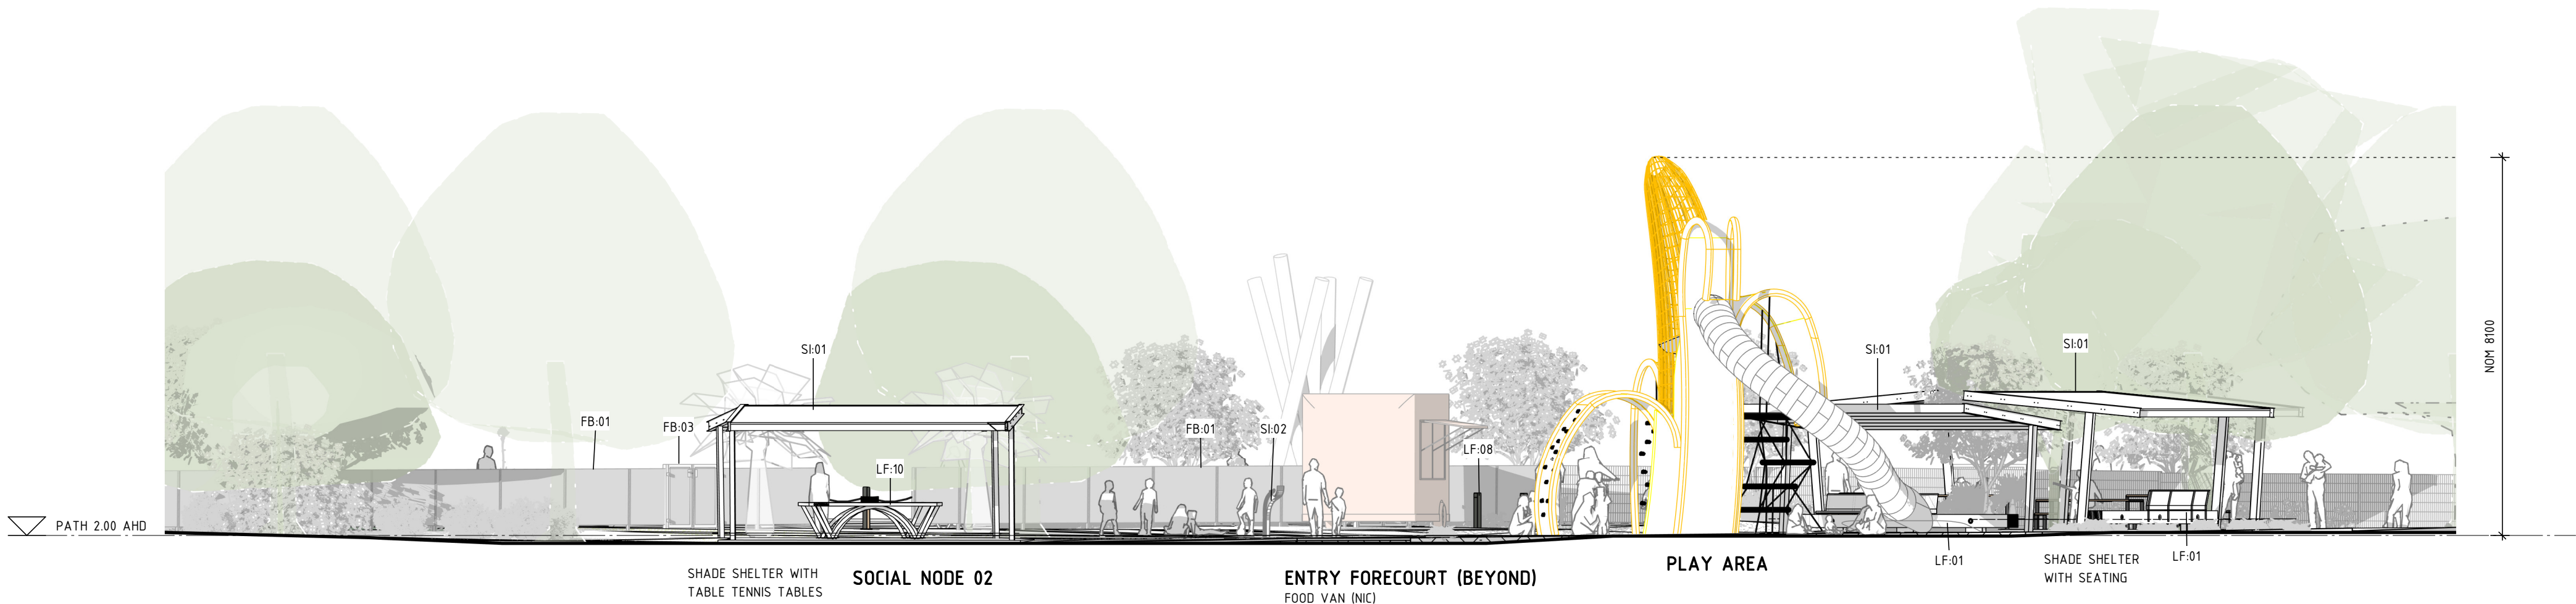 NOM 8100
SI:01
SI:01
SI:01
FB:01
FB:03
FB:01
SI:02
LF:08
LF:10
PATH 2.00 AHD
SHADE SHELTER WITH
TABLE TENNIS TABLES
SOCIAL NODE 02
ENTRY FORECOURT (BEYOND)
FOOD VAN (NIC)
PLAY AREA
LF:01
SHADE SHELTER
WITH SEATING
LF:01